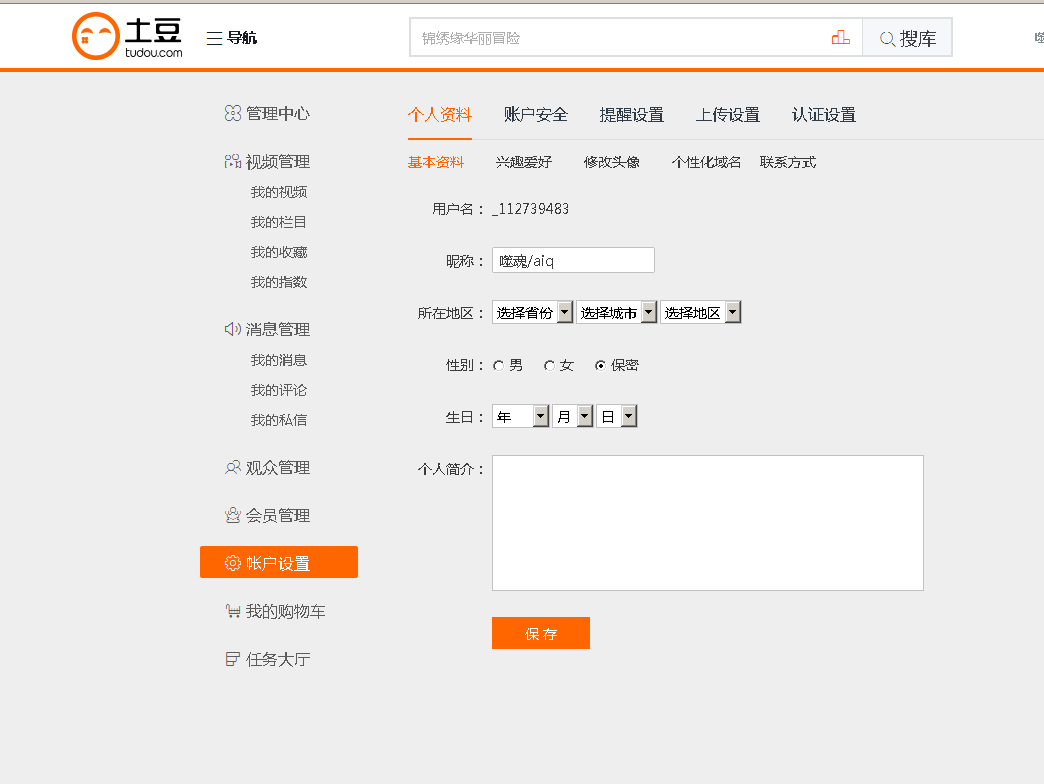 土豆
tudou.com
导航
锦绣缘华丽冒险
搜库
管理中心
视频管理
我的视频
我的栏目
我的收藏
我的指数
消息管理
我的消息
我的评论
我的私信
观众管理
会员管理
帐户设置
我的购物车
任务大厅
个人资料 账户安全 提醒设置 上传设置 认证设置
基本资料 兴趣爱好 修改头像 个性化域名 联系方式
用户名： _112739483
昵称： 噬魂/aiq
所在地区： 选择省份 选择城市 选择地区
性别： 男 女 保密
生日： 年 月 日
个人简介：
保存